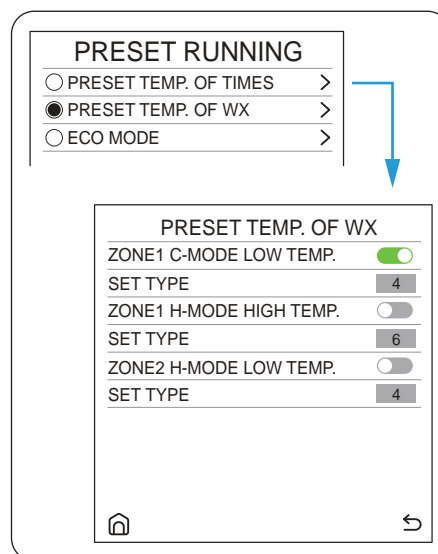 PRESET RUNNING
PRESET TEMP. OF TIMES
PRESET TEMP. OF WX
ECO MODE
PRESET TEMP. OF WX
ZONE1 C-MODE LOW TEMP.
SET TYPE 4
ZONE1 H-MODE HIGH TEMP.
SET TYPE 6
ZONE2 H-MODE LOW TEMP.
SET TYPE 4